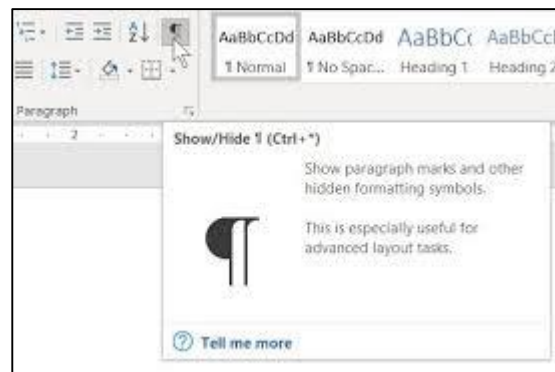 AaBbCcDd AaBbCcDd AaBbCc AaBbCcI
¶ Normal ¶ No Spac... Heading 1 Heading 2
Paragraph
2
Show/Hide ¶ (Ctrl+*)
Show paragraph marks and other
hidden formatting symbols.
This is especially useful for
advanced layout tasks.
Tell me more